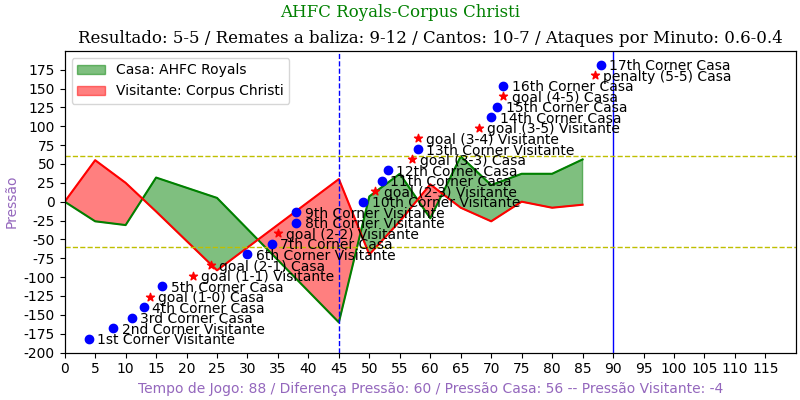 AHFC Royals-Corpus Christi
Resultado: 5-5 / Remates a baliza: 9-12 / Cantos: 10-7 / Ataques por Minuto: 0.6-0.4
Casa: AHFC Royals
Visitante: Corpus Christi
17th Corner Casa
penalty (5-5) Casa
16th Corner Casa
goal (4-5) Casa
15th Corner Casa
14th Corner Casa
goal (3-5) Visitante
goal (3-4) Visitante
13th Corner Visitante
goal (3-3) Casa
12th Corner Casa
11th Corner Casa
goal (2-3) Visitante
10th Corner Visitante
9th Corner Visitante
8th Corner Visitante
goal (2-2) Visitante
7th Corner Casa
6th Corner Visitante
goal (2-1) Casa
goal (1-1) Visitante
5th Corner Casa
goal (1-0) Casa
4th Corner Casa
3rd Corner Casa
2nd Corner Visitante
1st Corner Visitante
Pressão
175
150
125
100
75
50
25
0
-25
-50
-75
-100
-125
-150
-175
-200
0 5 10 15 20 25 30 35 40 45 50 55 60 65 70 75 80 85 90 95 100 105 110 115
Tempo de Jogo: 88 / Diferença Pressão: 60 / Pressão Casa: 56 -- Pressão Visitante: -4